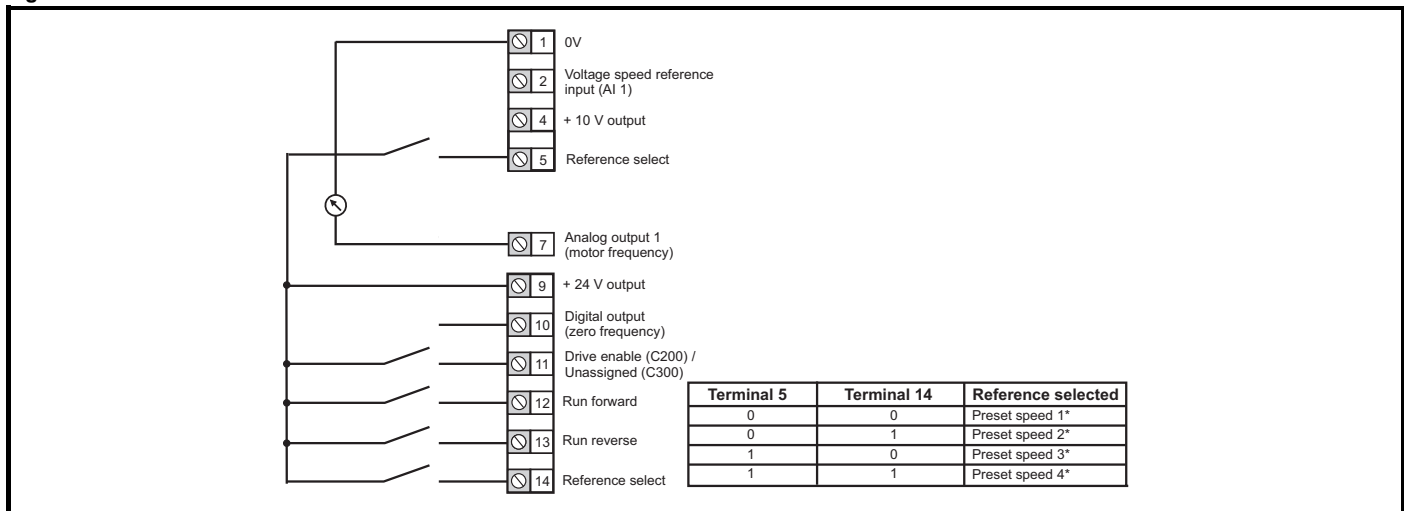 1 0V
2 Voltage speed reference
input (AI 1)
4 + 10 V output
5 Reference select
7 Analog output 1
(motor frequency)
9 + 24 V output
10 Digital output
(zero frequency)
11 Drive enable (C200) /
Unassigned (C300)
12 Run forward
13 Run reverse
14 Reference select
Terminal 5 Terminal 14 Reference selected
0 0 Preset speed 1*
0 1 Preset speed 2*
1 0 Preset speed 3*
1 1 Preset speed 4*